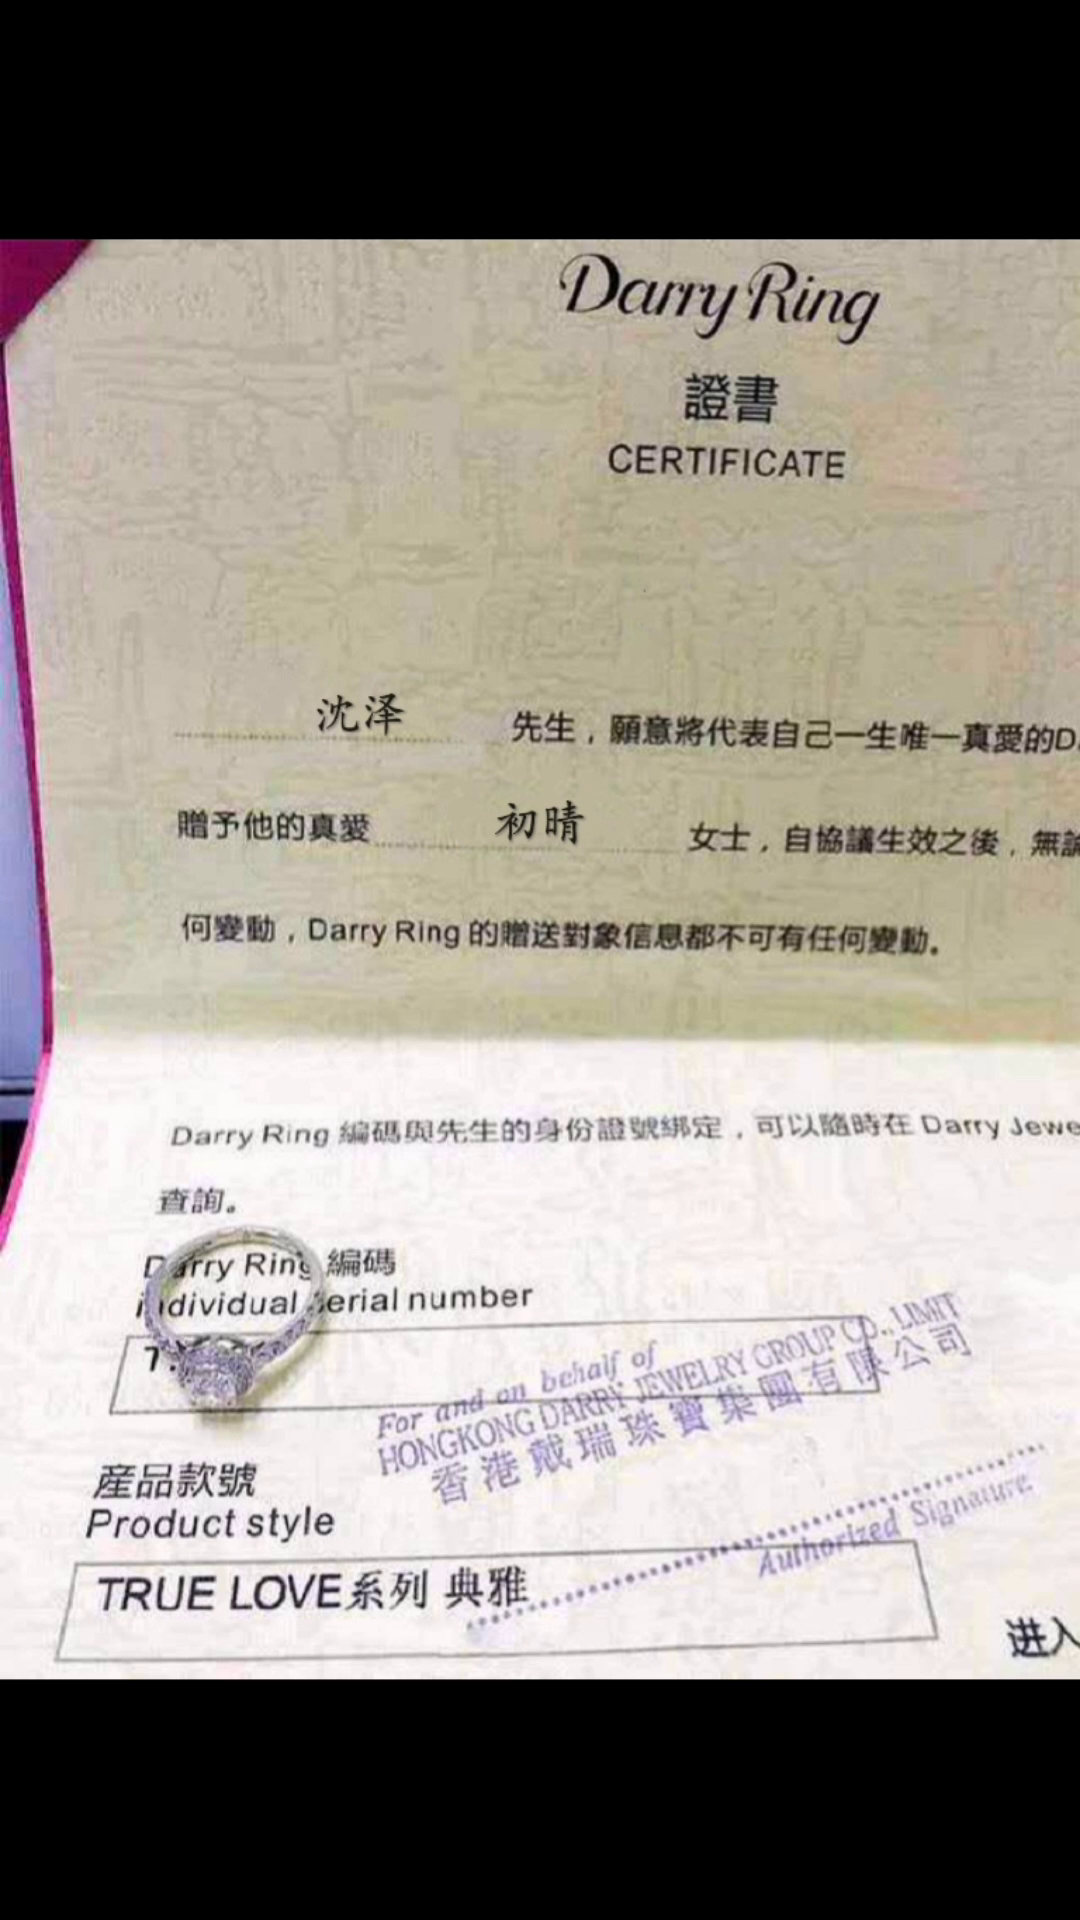 Darry Ring
證書
CERTIFICATE
沈泽 先生，願意將代表自己一生唯一真愛的D
贈予他的真愛 初晴 女士，自協議生效之後，無論
何變動，Darry Ring 的贈送對象信息都不可有任何變動。
Darry Ring 編碼與先生的身份證號綁定，可以隨時在 Darry Jewe
查詢。
Darry Ring 編碼
individual serial number
For and on behalf of
HONGKONG DARRY JEWELRY GROUP CO., LIMIT
香港戴瑞珠寶集團有限公司
産品款號
Product style
Authorized Signature
TRUE LOVE系列 典雅
进入